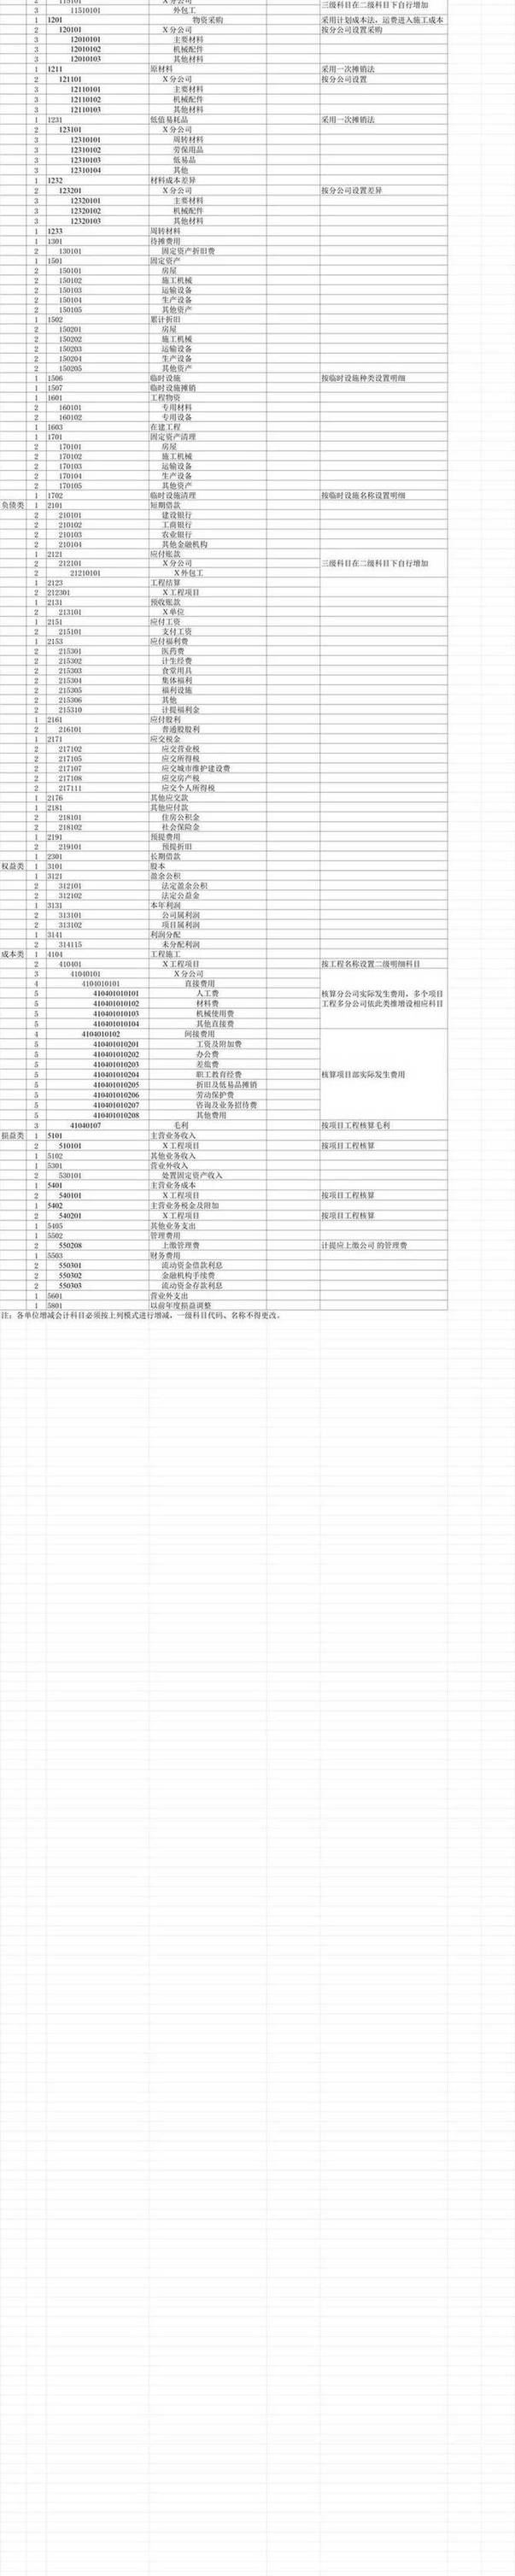 2 115101 X分公司 三级科目在二级科目下自行增加
3 11510101 外包工
1 1201 物资采购 采用计划成本法，运费进入施工成本
2 120101 X分公司 按分公司设置采购
3 12010101 主要材料
3 12010102 机械配件
3 12010103 其他材料
1 1211 原材料 采用一次摊销法
2 121101 X分公司 按分公司设置
3 12110101 主要材料
3 12110102 机械配件
3 12110103 其他材料
1 1231 低值易耗品 采用一次摊销法
2 123101 X分公司
3 12310101 周转材料
3 12310102 劳保用品
3 12310103 低易品
3 12310104 其他
1 1232 材料成本差异
2 123201 X分公司 按分公司设置差异
3 12320101 主要材料
3 12320102 机械配件
3 12320103 其他材料
1 1233 周转材料
1 1301 待摊费用
2 130101 固定资产折旧费
1 1501 固定资产
2 150101 房屋
2 150102 施工机械
2 150103 运输设备
2 150104 生产设备
2 150105 其他资产
1 1502 累计折旧
2 150201 房屋
2 150202 施工机械
2 150203 运输设备
2 150204 生产设备
2 150205 其他资产
1 1506 临时设施 按临时设施种类设置明细
1 1507 临时设施摊销
1 1601 工程物资
2 160101 专用材料
2 160102 专用设备
1 1603 在建工程
1 1701 固定资产清理
2 170101 房屋
2 170102 施工机械
2 170103 运输设备
2 170104 生产设备
2 170105 其他资产
1 1702 临时设施清理 按临时设施名称设置明细
负债类 1 2101 短期借款
2 210101 建设银行
2 210102 工商银行
2 210103 农业银行
2 210104 其他金融机构
1 2121 应付账款
2 212101 X分公司 三级科目在二级科目下自行增加
2 21210101 X外包工
1 2123 工程结算
2 212301 X工程项目
1 2131 预收账款
2 213101 X单位
1 2151 应付工资
2 215101 支付工资
1 2153 应付福利费
2 215301 医药费
2 215302 计生经费
2 215303 食堂用具
2 215304 集体福利
2 215305 福利设施
2 215306 其他
2 215310 计提福利金
1 2161 应付股利
2 216101 普通股股利
1 2171 应交税金
2 217102 应交营业税
2 217105 应交所得税
2 217107 应交城市维护建设费
2 217108 应交房产税
2 217111 应交个人所得税
1 2176 其他应交款
1 2181 其他应付款
2 218101 住房公积金
2 218102 社会保险金
1 2191 预提费用
2 219101 预提折旧
1 2301 长期借款
权益类 1 3101 股本
1 3121 盈余公积
2 312101 法定盈余公积
2 312102 法定公益金
1 3131 本年利润
2 313101 公司属利润
2 313102 项目属利润
1 3141 利润分配
2 314115 未分配利润
成本类 1 4104 工程施工
2 410401 X工程项目 按工程名称设置二级明细科目
3 41040101 X分公司
4 4104010101 直接费用
5 410401010101 人工费 核算分公司实际发生费用，多个项目
5 410401010102 材料费 工程多分公司依此类推增设相应科目
5 410401010103 机械使用费
5 410401010104 其他直接费
4 4104010102 间接费用
5 410401010201 工资及附加费
5 410401010202 办公费
5 410401010203 差旅费
5 410401010204 职工教育经费 核算项目部实际发生费用
5 410401010205 折旧及低易品摊销
5 410401010206 劳动保护费
5 410401010207 咨询及业务招待费
5 410401010208 其他费用
3 41040107 毛利 按项目工程核算毛利
损益类 1 5101 主营业务收入
2 510101 X工程项目 按项目工程核算
1 5102 其他业务收入
1 5301 营业外收入
2 530101 处置固定资产收入
1 5401 主营业务成本
2 540101 X工程项目 按项目工程核算
1 5402 主营业务税金及附加
2 540201 X工程项目 按项目工程核算
1 5405 其他业务支出
1 5502 管理费用
2 550208 上缴管理费 计提应上缴公司 的管理费
1 5503 财务费用
2 550301 流动资金借款利息
2 550302 金融机构手续费
2 550303 流动资金存款利息
1 5601 营业外支出
1 5801 以前年度损益调整
注：各单位增减会计科目必须按上列模式进行增减，一级科目代码、名称不得更改。